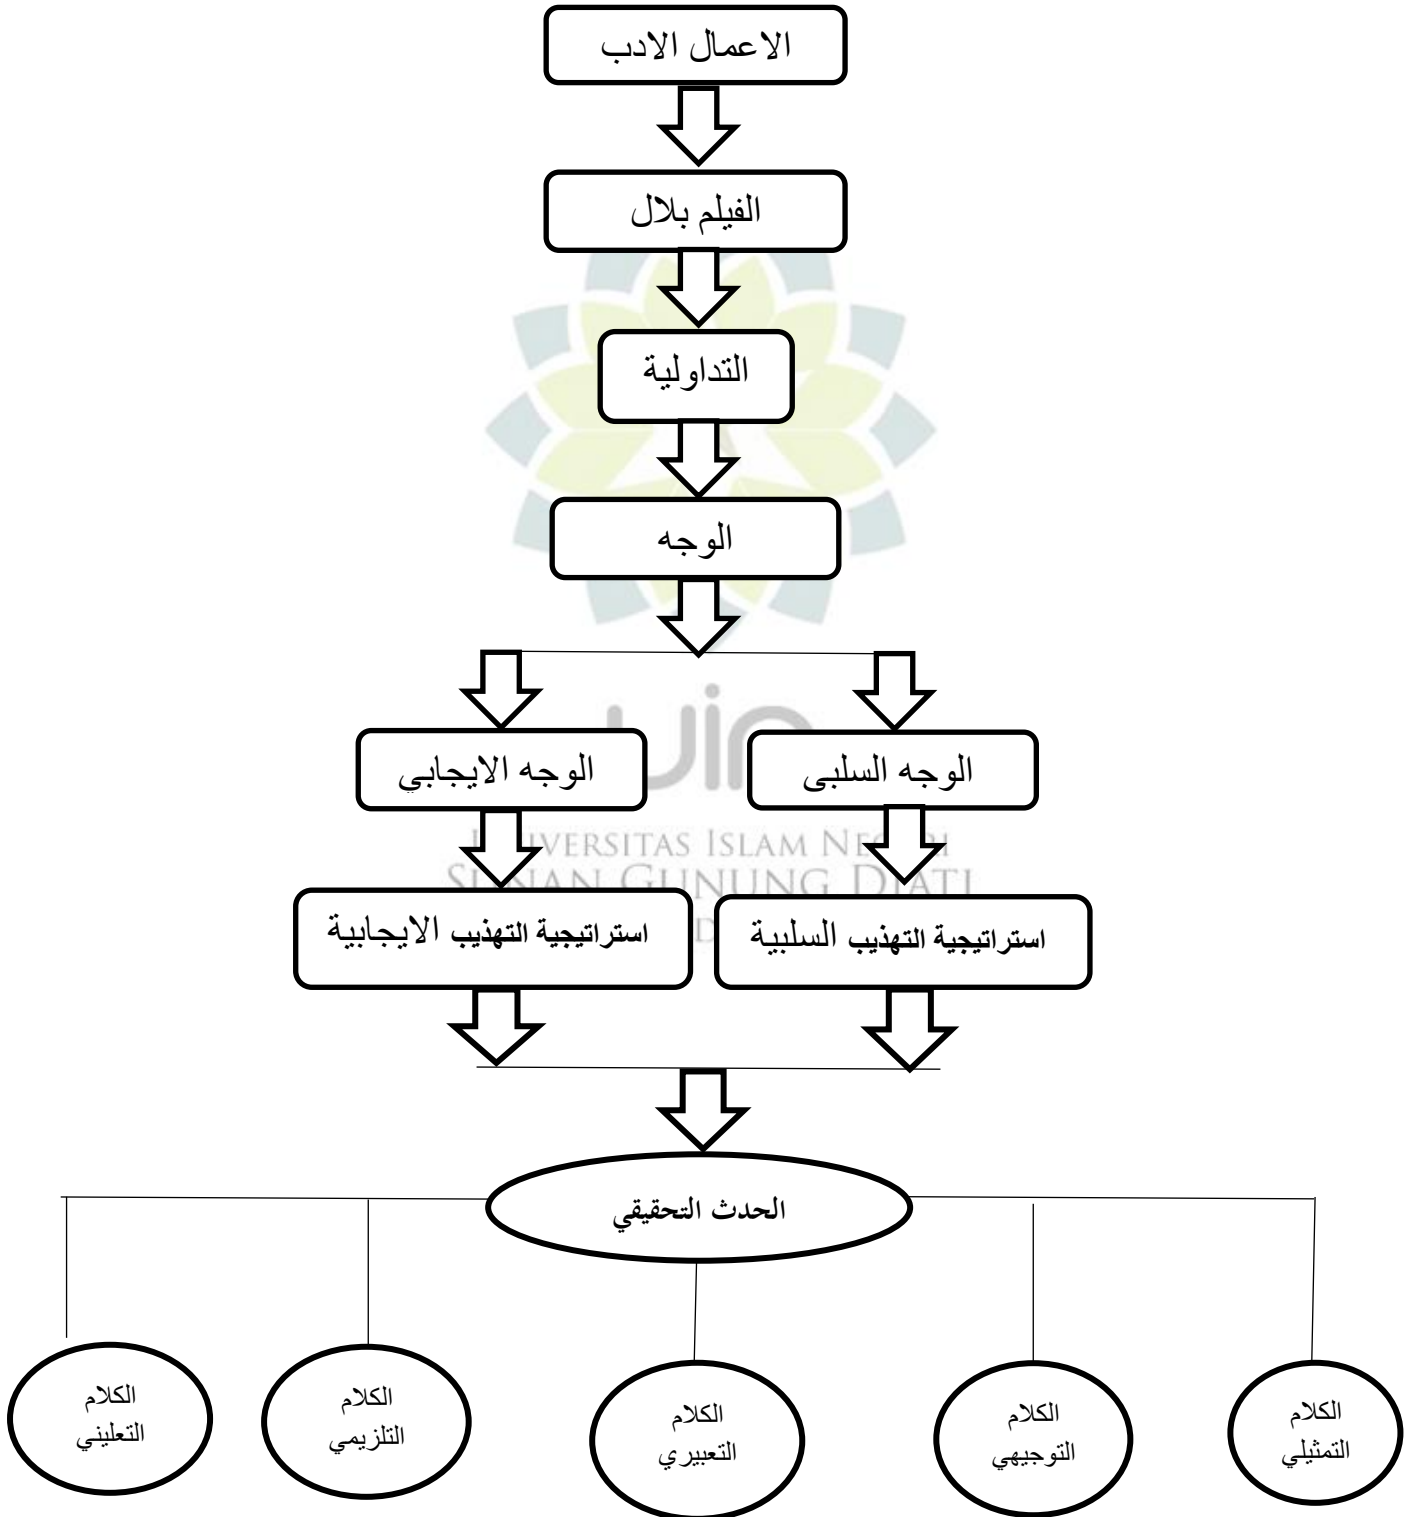 الاعمال الادب
الفيلم بلال
التداولية
الوجه
الوجه السلبى
الوجه الايجابي
UNIVERSITAS ISLAM NEGERI
SUNAN GUNUNG DJATI
استراتيجية التهذيب السلبية
استراتيجية التهذيب الايجابية
الحدث التحقيقي
الكلام
التمثيلي
الكلام
التوجيهي
الكلام
التعبيري
الكلام
التلزيمي
الكلام
التعليني